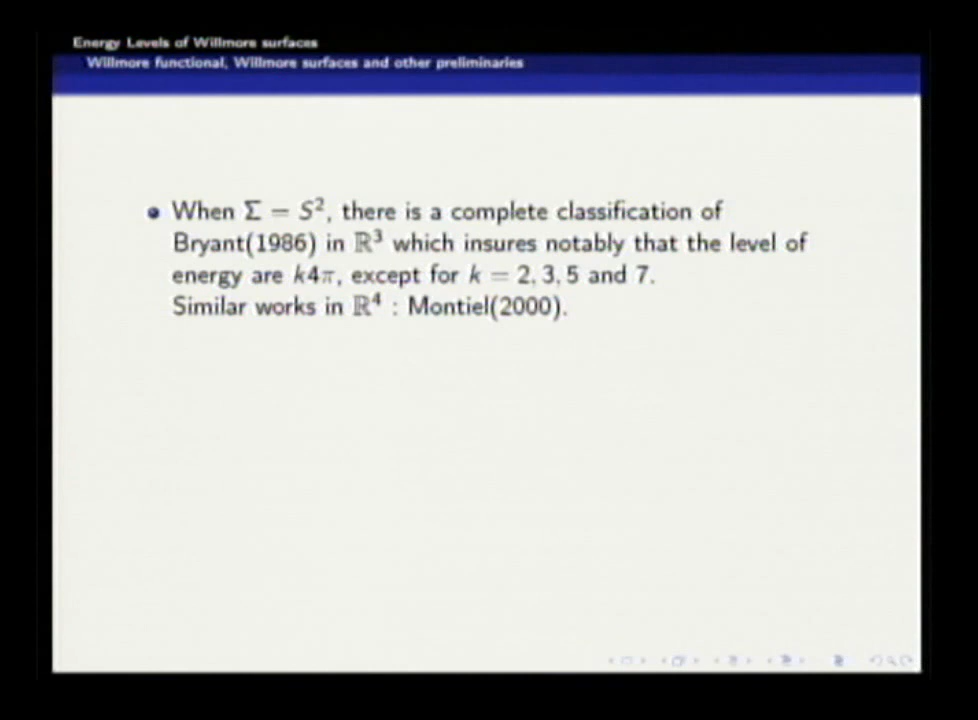 Energy Levels of Willmore surfaces
Willmore functional, Willmore surfaces and other preliminaries
When Σ = S², there is a complete classification of
Bryant(1986) in ℝ³ which insures notably that the level of
energy are k4π, except for k = 2, 3, 5 and 7.
Similar works in ℝ⁴ : Montiel(2000).